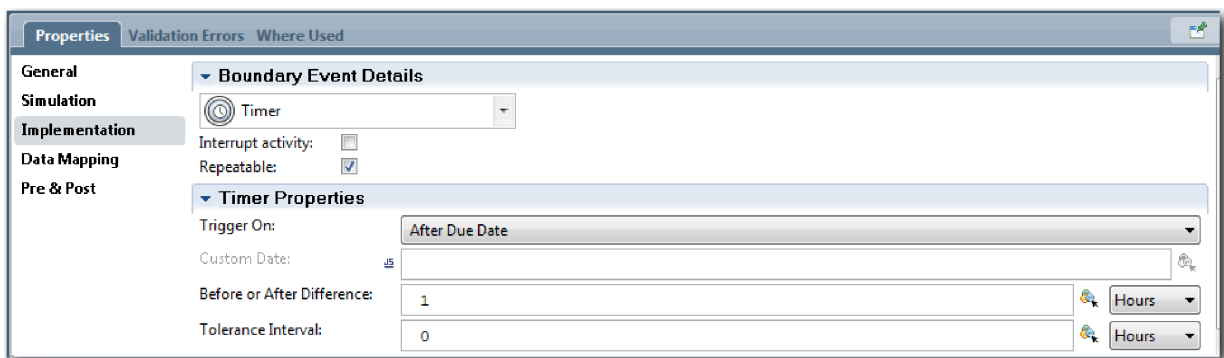 Properties Validation Errors Where Used
General
Simulation
Implementation
Data Mapping
Pre & Post
Boundary Event Details
Timer
Interrupt activity:
Repeatable:
Timer Properties
Trigger On: After Due Date
Custom Date: JS
Before or After Difference: 1 Hours
Tolerance Interval: 0 Hours